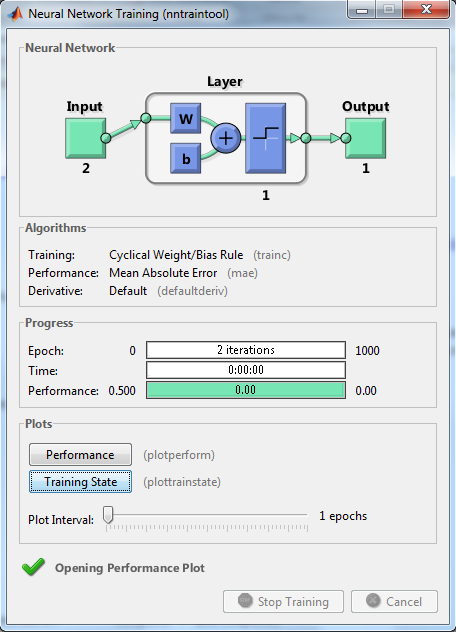 Neural Network Training (nntraintool)
Neural Network
Layer
Input
Output
W
b
+
2
1
1
Algorithms
Training: Cyclical Weight/Bias Rule (trainc)
Performance: Mean Absolute Error (mae)
Derivative: Default (defaultderiv)
Progress
Epoch: 0 2 iterations 1000
Time: 0:00:00
Performance: 0.500 0.00 0.00
Plots
Performance (plotperform)
Training State (plottrainstate)
Plot Interval: 1 epochs
Opening Performance Plot
Stop Training Cancel